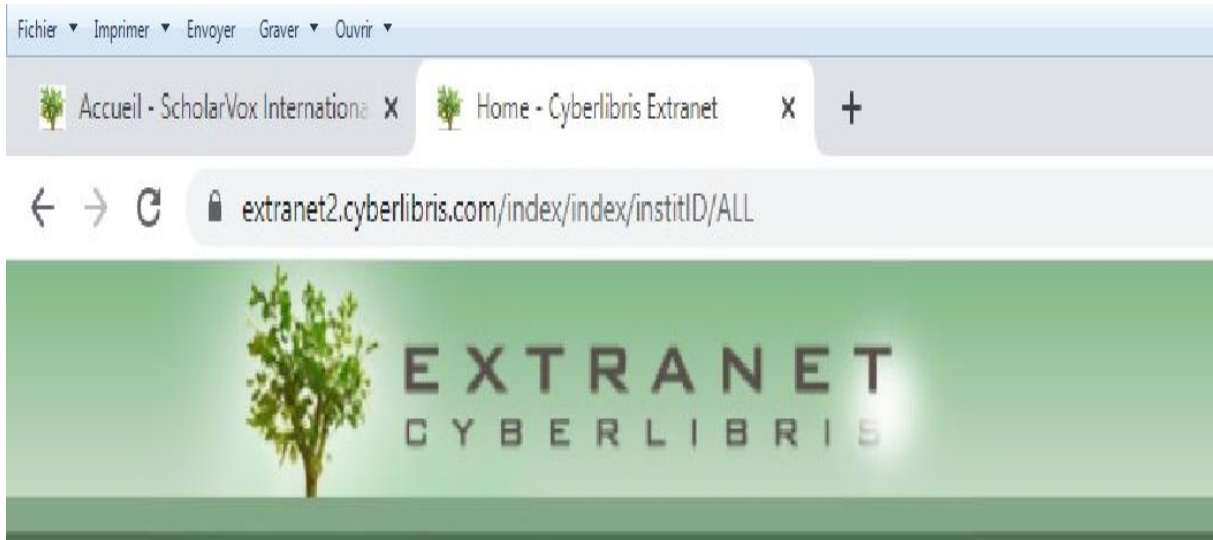 Fichier Imprimer Envoyer Graver Ouvrir
Accueil - ScholarVox Internationa Home - Cyberlibris Extranet
extranet2.cyberlibris.com/index/index/institID/ALL
EXTRANET
CYBERLIBRIS